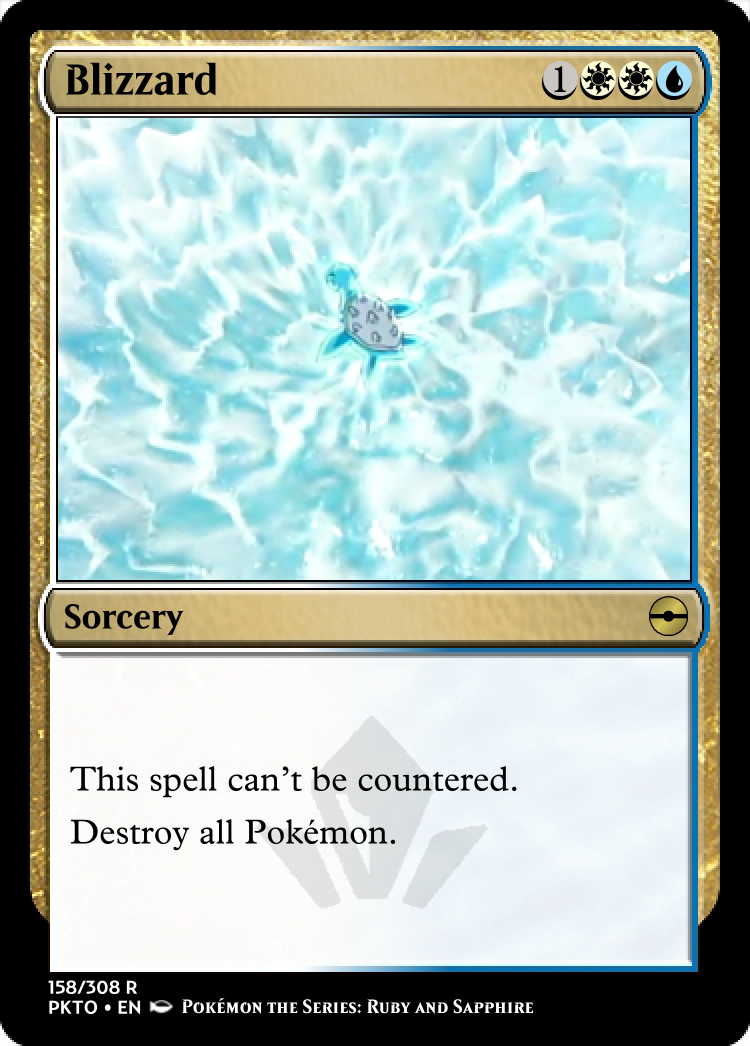 Blizzard 1
Sorcery
This spell can't be countered.
Destroy all Pokémon.
158/308 R
PKTO • EN Pokémon the Series: Ruby and Sapphire